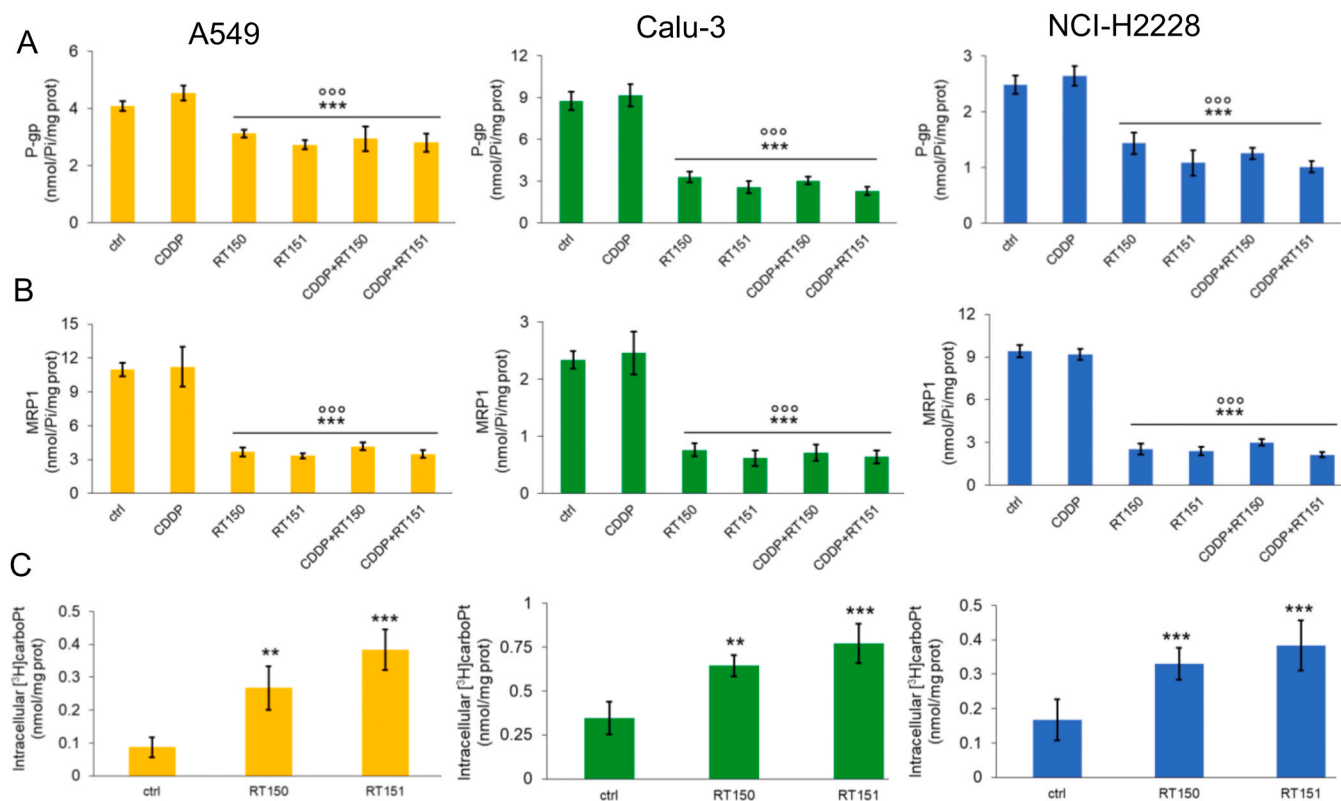 A
A549
Calu-3
NCI-H2228
P-gp
(nmol/Pi/mg prot)
6
4
2
0
°°°
***
ctrl
CDDP
RT150
RT151
CDDP+RT150
CDDP+RT151
P-gp
(nmol/Pi/mg prot)
12
9
6
3
0
°°°
***
ctrl
CDDP
RT150
RT151
CDDP+RT150
CDDP+RT151
P-gp
(nmol/Pi/mg prot)
3
2
1
0
°°°
***
ctrl
CDDP
RT150
RT151
CDDP+RT150
CDDP+RT151
B
MRP1
(nmol/Pi/mg prot)
15
12
9
6
3
0
°°°
***
ctrl
CDDP
RT150
RT151
CDDP+RT150
CDDP+RT151
MRP1
(nmol/Pi/mg prot)
3
2
1
0
°°°
***
ctrl
CDDP
RT150
RT151
CDDP+RT150
CDDP+RT151
MRP1
(nmol/Pi/mg prot)
12
9
6
3
0
°°°
***
ctrl
CDDP
RT150
RT151
CDDP+RT150
CDDP+RT151
C
Intracellular [³H]carboPt
(nmol/mg prot)
0.5
0.4
0.3
0.2
0.1
0
**
***
ctrl
RT150
RT151
Intracellular [³H]carboPt
(nmol/mg prot)
1
0.75
0.5
0.25
0
**
***
ctrl
RT150
RT151
Intracellular [³H]carboPt
(nmol/mg prot)
0.5
0.4
0.3
0.2
0.1
0
***
***
ctrl
RT150
RT151